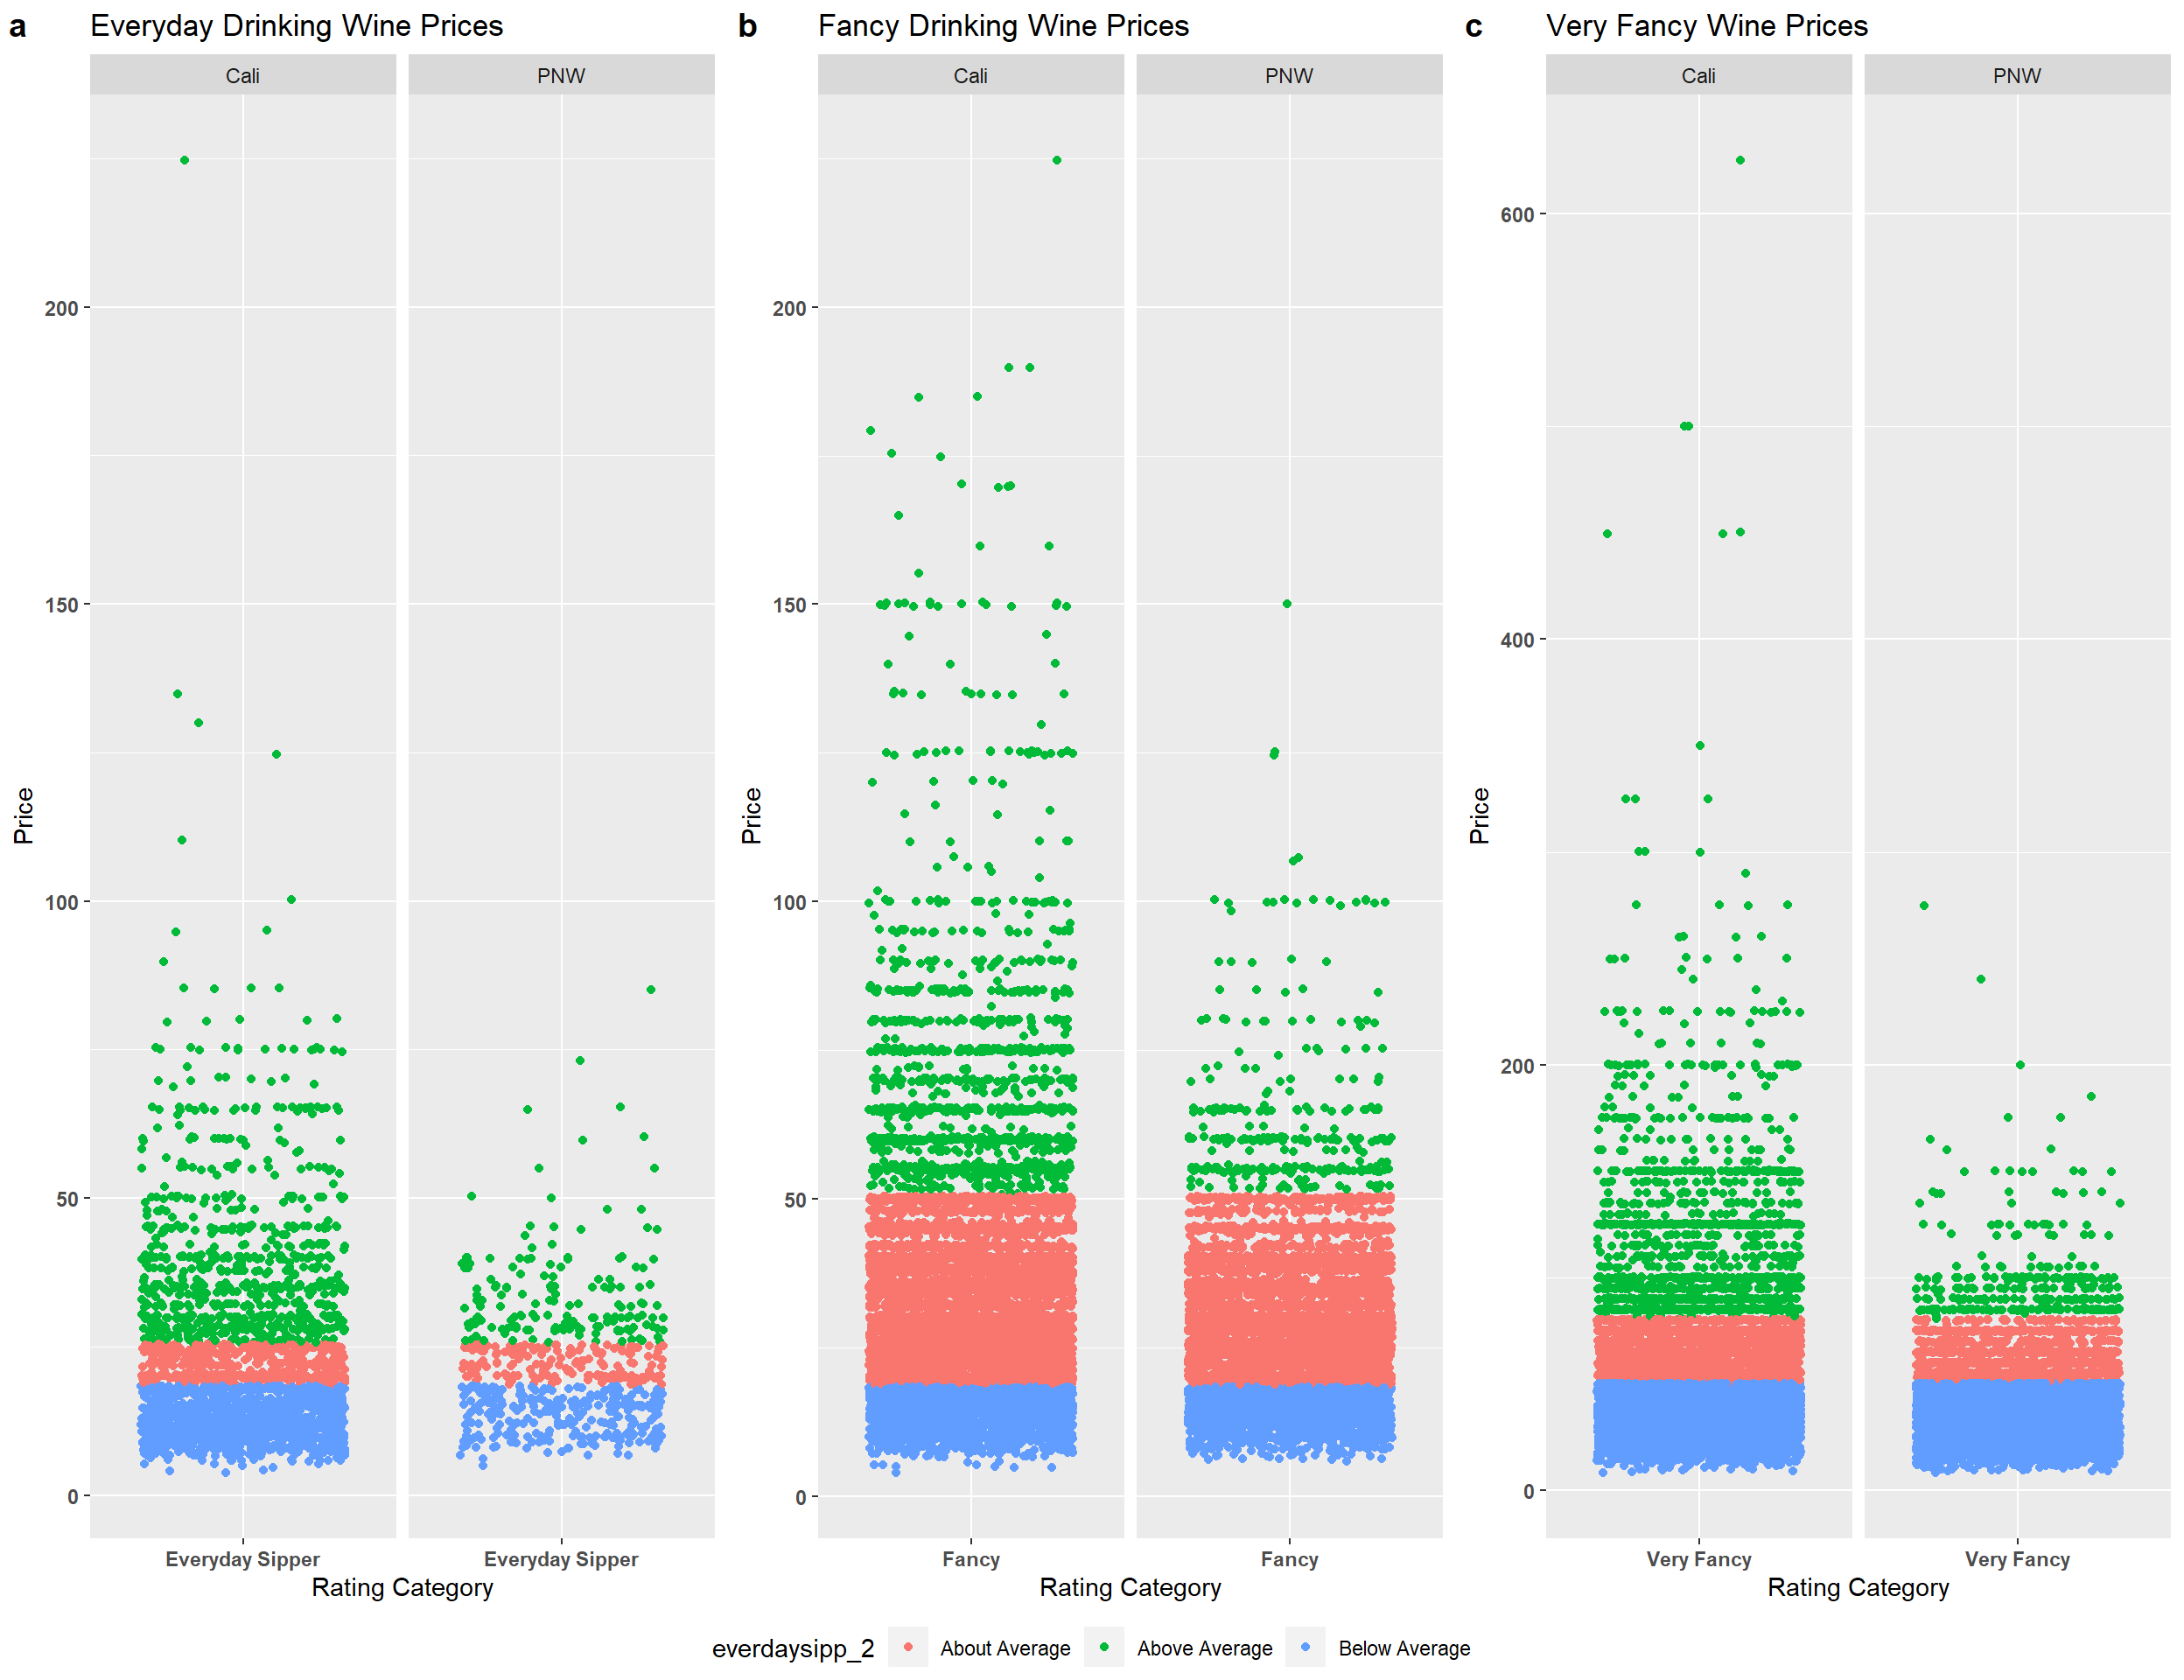 a Everyday Drinking Wine Prices
Cali PNW
200
150
100
50
0
Price
Everyday Sipper Everyday Sipper
Rating Category
b Fancy Drinking Wine Prices
Cali PNW
200
150
100
50
0
Price
Fancy Fancy
Rating Category
c Very Fancy Wine Prices
Cali PNW
600
400
200
0
Price
Very Fancy Very Fancy
Rating Category
everdaysipp_2 About Average Above Average Below Average